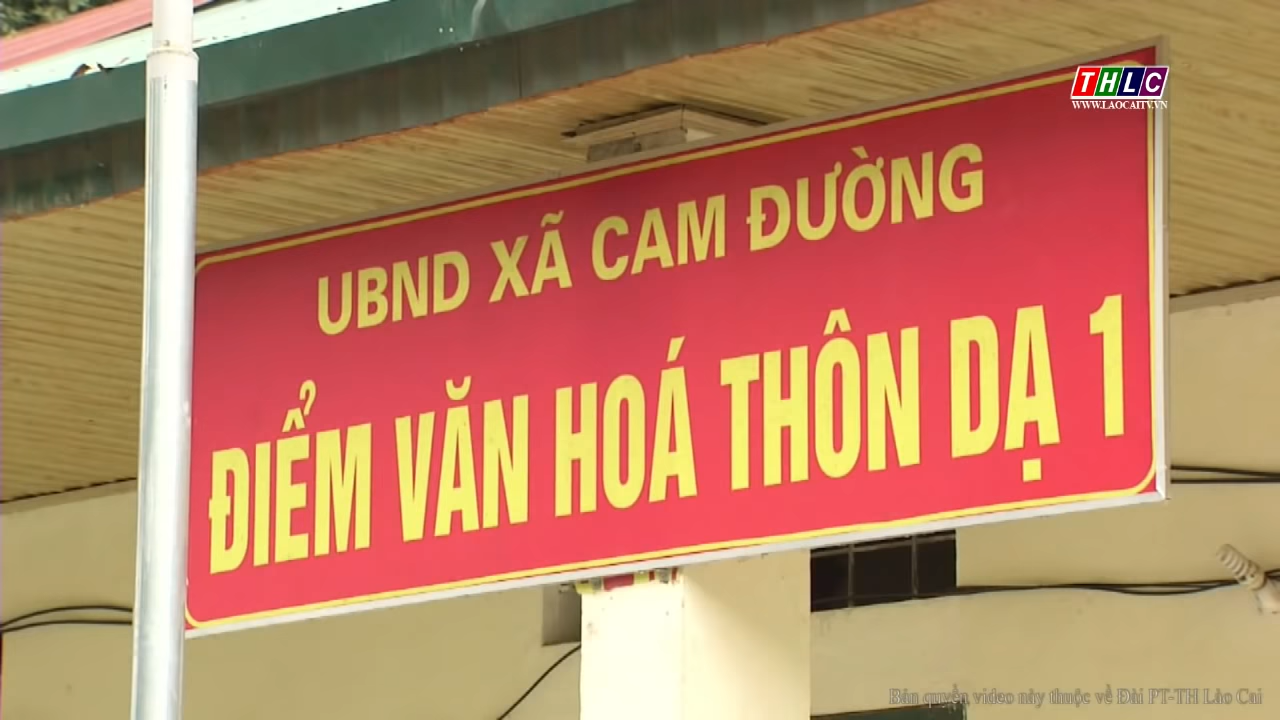 THLC
WWW.LAOCAITV.VN
UBND XÃ CAM ĐƯỜNG
ĐIỂM VĂN HOÁ THÔN DẠ 1
Bản quyền video này thuộc về Đài PT-TH Lào Cai